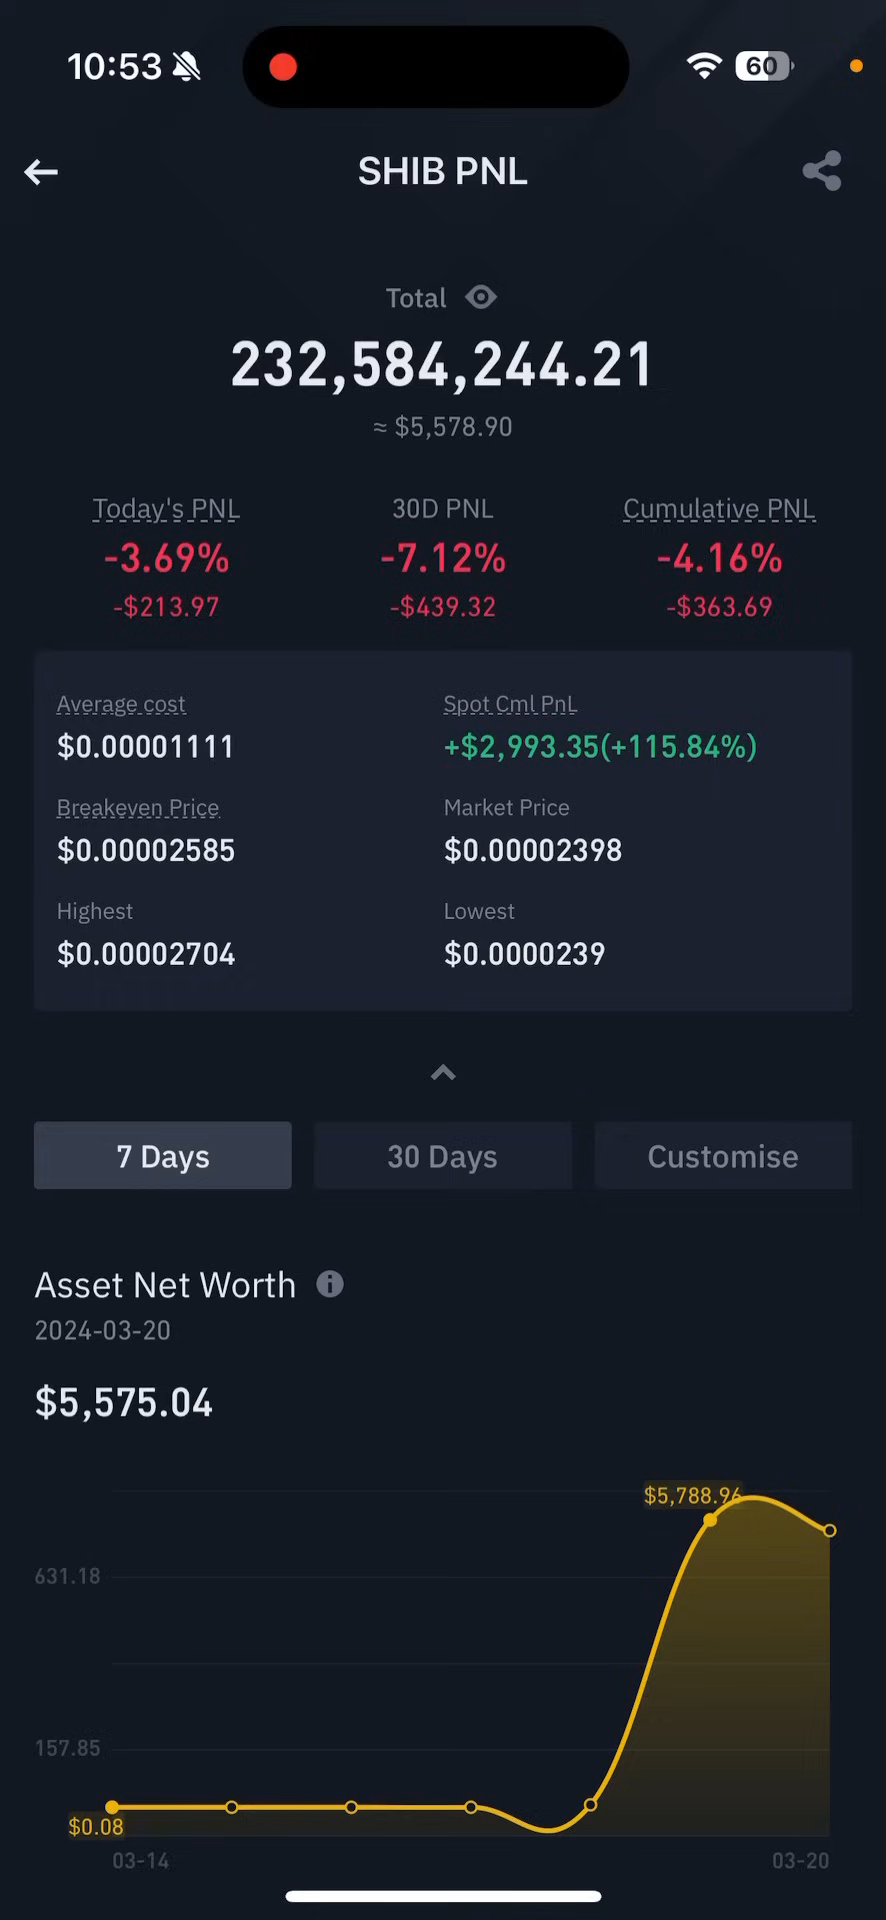 10:53
60
SHIB PNL
Total
232,584,244.21
≈ $5,578.90
Today's PNL 30D PNL Cumulative PNL
-3.69% -7.12% -4.16%
-$213.97 -$439.32 -$363.69
Average cost Spot Cml PnL
$0.00001111 +$2,993.35(+115.84%)
Breakeven Price Market Price
$0.00002585 $0.00002398
Highest Lowest
$0.00002704 $0.0000239
7 Days 30 Days Customise
Asset Net Worth
2024-03-20
$5,575.04
$5,788.96
631.18
157.85
$0.08
03-14 03-20